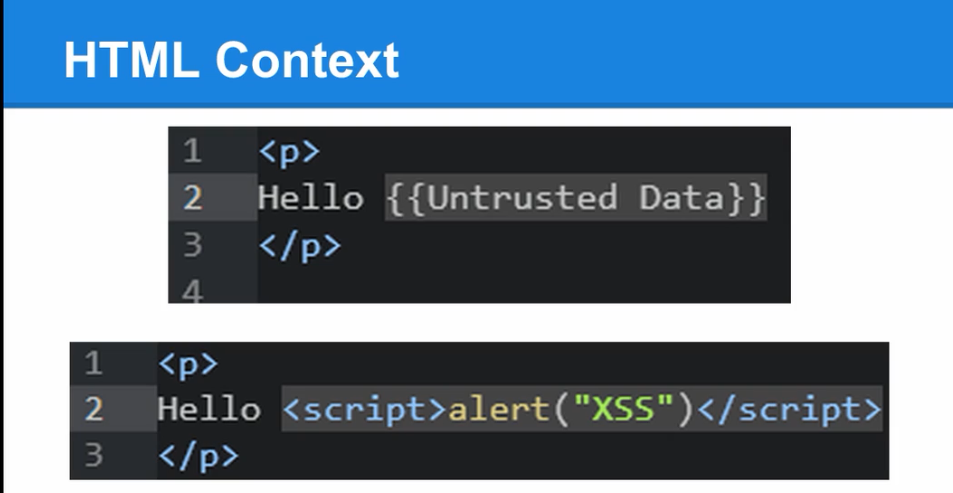 HTML Context
1 <p>
2 Hello {{Untrusted Data}}
3 </p>
4
1 <p>
2 Hello <script>alert("XSS")</script>
3 </p>